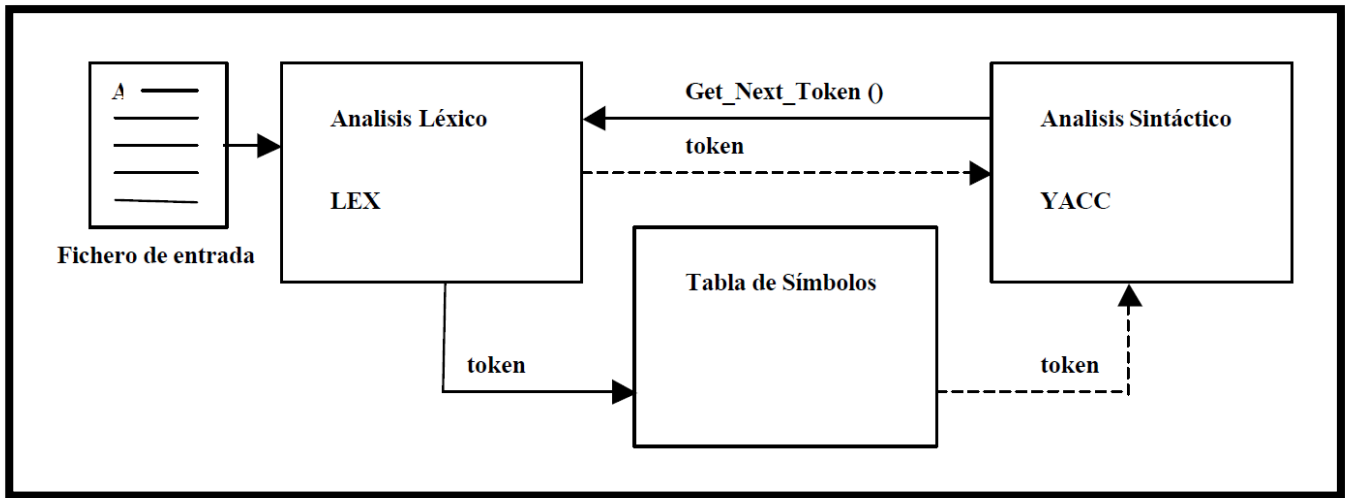 A
Fichero de entrada
Analisis Léxico
LEX
Get_Next_Token ()
token
Analisis Sintáctico
YACC
Tabla de Símbolos
token
token